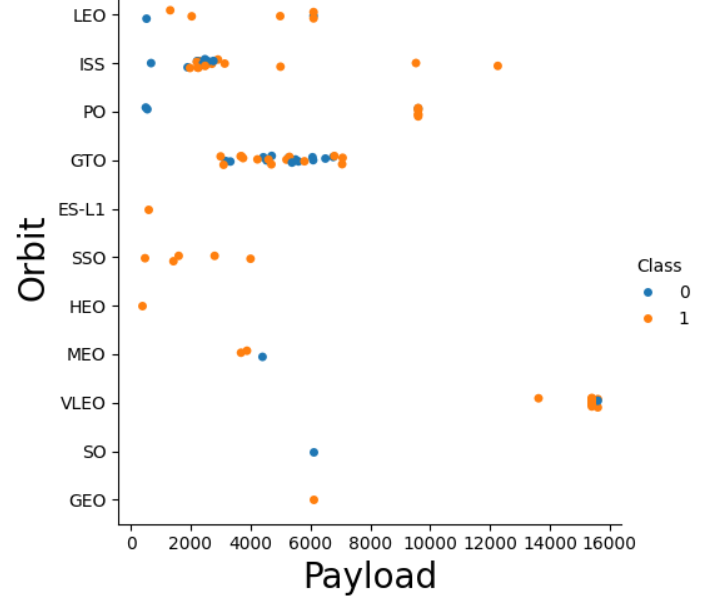 LEO
ISS
PO
GTO
ES-L1
SSO
HEO
MEO
VLEO
SO
GEO
Orbit
0 2000 4000 6000 8000 10000 12000 14000 16000
Payload
Class
0
1